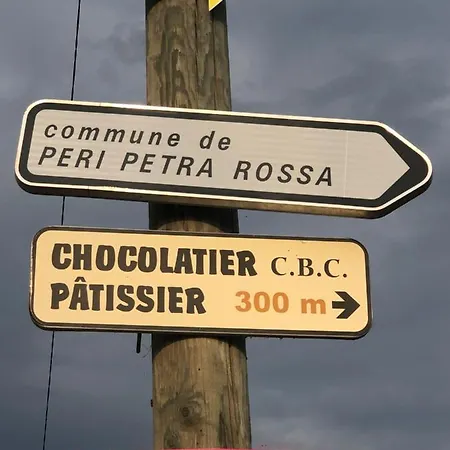 commune de
PERI PETRA ROSSA
CHOCOLATIER C.B.C.
PÂTISSIER 300 m